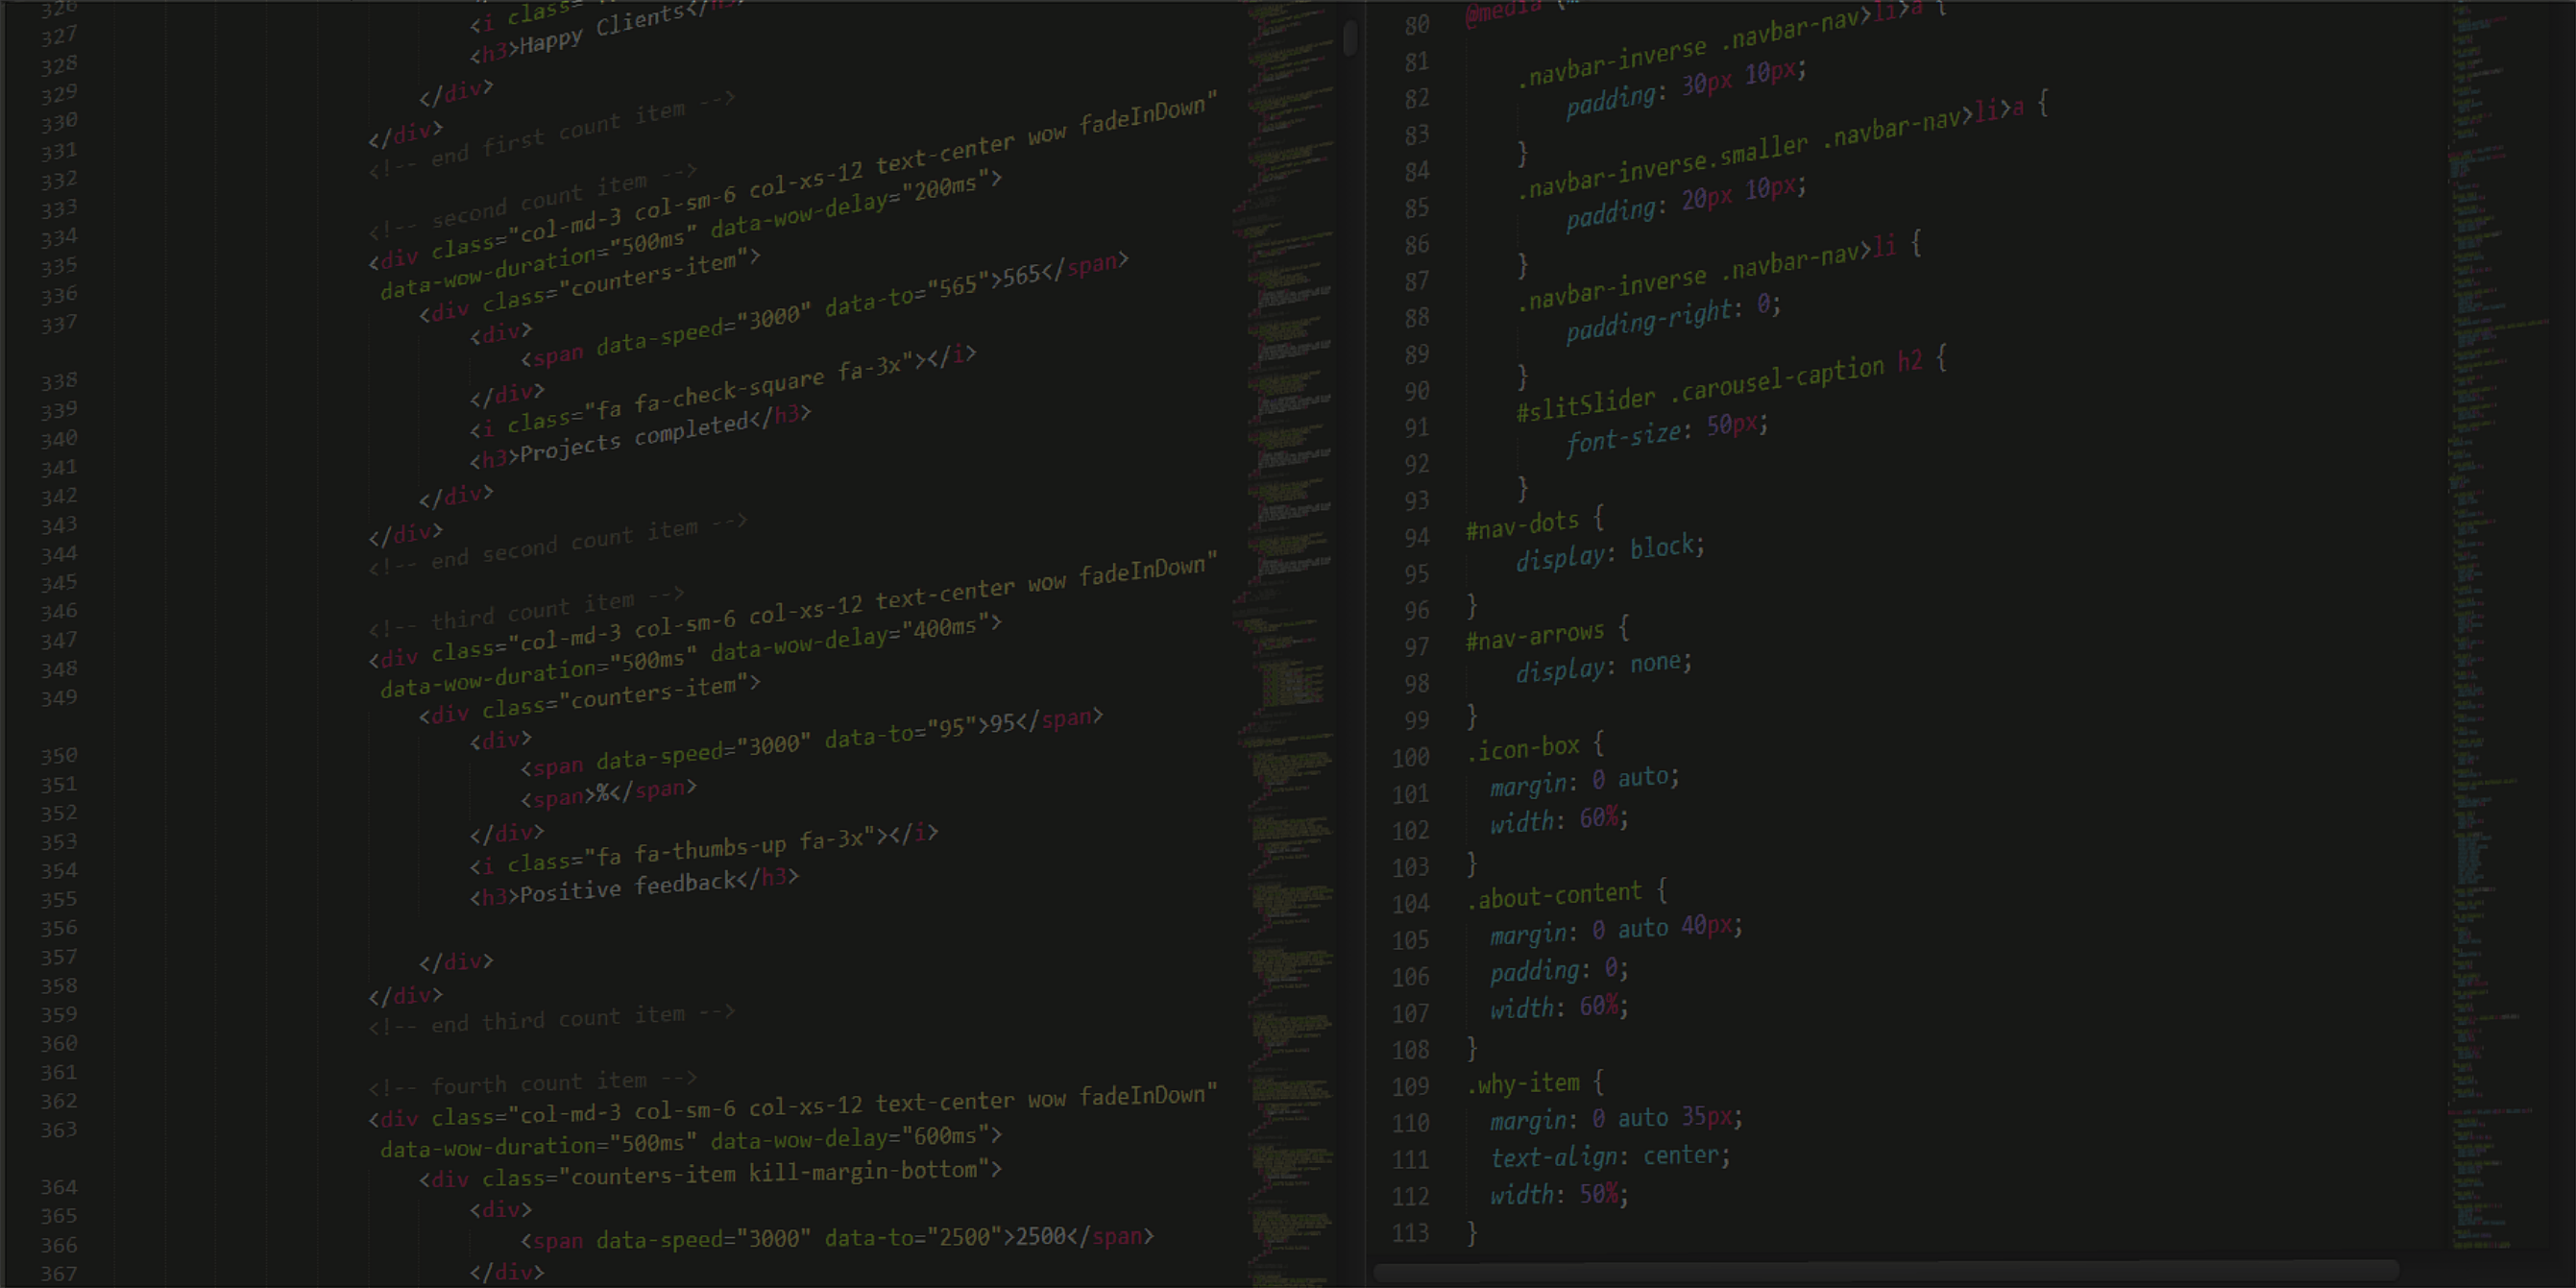 326
327
328
329
330
331
332
333
334
335
336
337
338
339
340
341
342
343
344
345
346
347
348
349
350
351
352
353
354
355
356
357
358
359
360
361
362
363
364
365
366
367
<i class=
<h3>Happy Clients</h3>
</div>
</div>
<!-- end first count item -->
<!-- second count item -->
<div class="col-md-3 col-sm-6 col-xs-12 text-center wow fadeInDown"
data-wow-duration="500ms" data-wow-delay="200ms">
<div class="counters-item">
<div>
<span data-speed="3000" data-to="565">565</span>
</div>
<i class="fa fa-check-square fa-3x"></i>
<h3>Projects completed</h3>
</div>
</div>
<!-- end second count item -->
<!-- third count item -->
<div class="col-md-3 col-sm-6 col-xs-12 text-center wow fadeInDown"
data-wow-duration="500ms" data-wow-delay="400ms">
<div class="counters-item">
<div>
<span data-speed="3000" data-to="95">95</span>
<span>%</span>
</div>
<i class="fa fa-thumbs-up fa-3x"></i>
<h3>Positive feedback</h3>
</div>
</div>
<!-- end third count item -->
<!-- fourth count item -->
<div class="col-md-3 col-sm-6 col-xs-12 text-center wow fadeInDown"
data-wow-duration="500ms" data-wow-delay="600ms">
<div class="counters-item kill-margin-bottom">
<div>
<span data-speed="3000" data-to="2500">2500</span>
</div>
80
81
82
83
84
85
86
87
88
89
90
91
92
93
94
95
96
97
98
99
100
101
102
103
104
105
106
107
108
109
110
111
112
113
@media
.navbar-inverse .navbar-nav>li>a {
padding: 30px 10px;
}
.navbar-inverse.smaller .navbar-nav>li>a {
padding: 20px 10px;
}
.navbar-inverse .navbar-nav>li {
padding-right: 0;
}
#slitSlider .carousel-caption h2 {
font-size: 50px;
}
#nav-dots {
display: block;
}
#nav-arrows {
display: none;
}
.icon-box {
margin: 0 auto;
width: 60%;
}
.about-content {
margin: 0 auto 40px;
padding: 0;
width: 60%;
}
.why-item {
margin: 0 auto 35px;
text-align: center;
width: 50%;
}